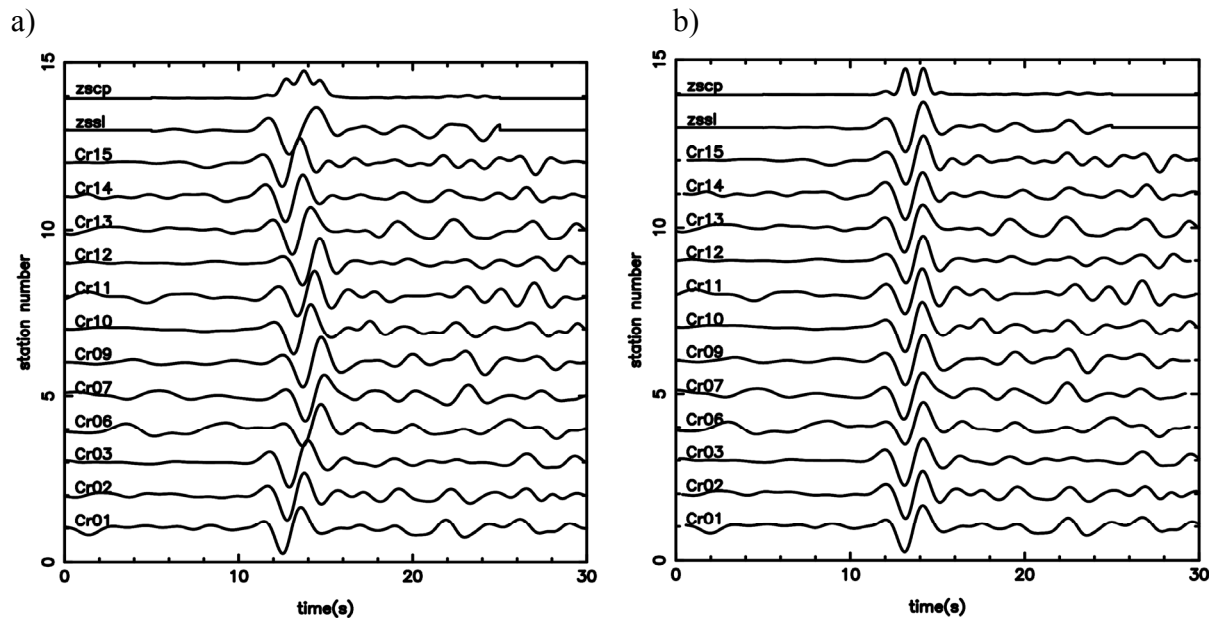 a)
15
zscp
zssl
Cr15
Cr14
Cr13
10
Cr12
Cr11
Cr10
Cr09
Cr07
5
Cr06
Cr03
Cr02
Cr01
0
station number
0 10 20 30
time(s)
b)
15
zscp
zssl
Cr15
Cr14
Cr13
10
Cr12
Cr11
Cr10
Cr09
Cr07
5
Cr06
Cr03
Cr02
Cr01
0
station number
0 10 20 30
time(s)